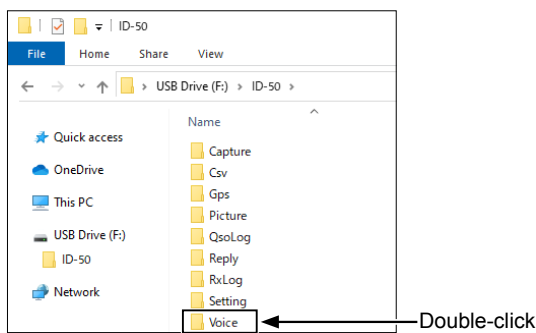 ID-50
File Home Share View
USB Drive (F:) > ID-50 >
Name
Quick access
OneDrive
This PC
USB Drive (F:)
ID-50
Network
Capture
Csv
Gps
Picture
QsoLog
Reply
RxLog
Setting
Voice
Double-click